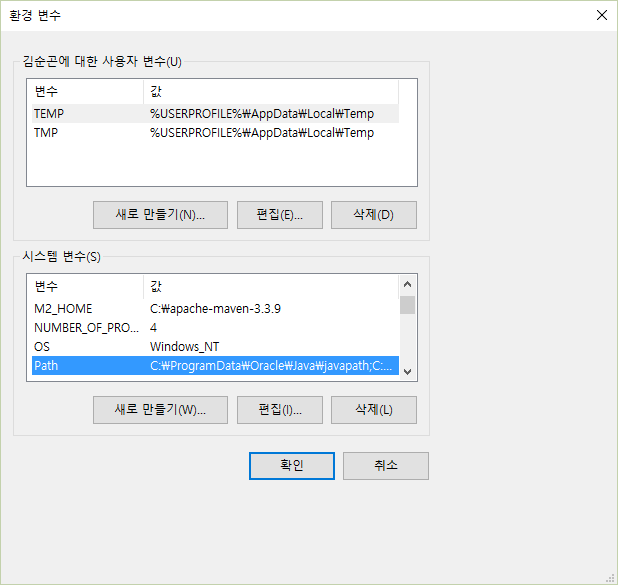 환경 변수
김순곤에 대한 사용자 변수(U)
변수 값
TEMP %USERPROFILE%₩AppData₩Local₩Temp
TMP %USERPROFILE%₩AppData₩Local₩Temp
새로 만들기(N)... 편집(E)... 삭제(D)
시스템 변수(S)
변수 값
M2_HOME C:₩apache-maven-3.3.9
NUMBER_OF_PRO... 4
OS Windows_NT
Path C:₩ProgramData₩Oracle₩Java₩javapath;C:...
새로 만들기(W)... 편집(I)... 삭제(L)
확인 취소